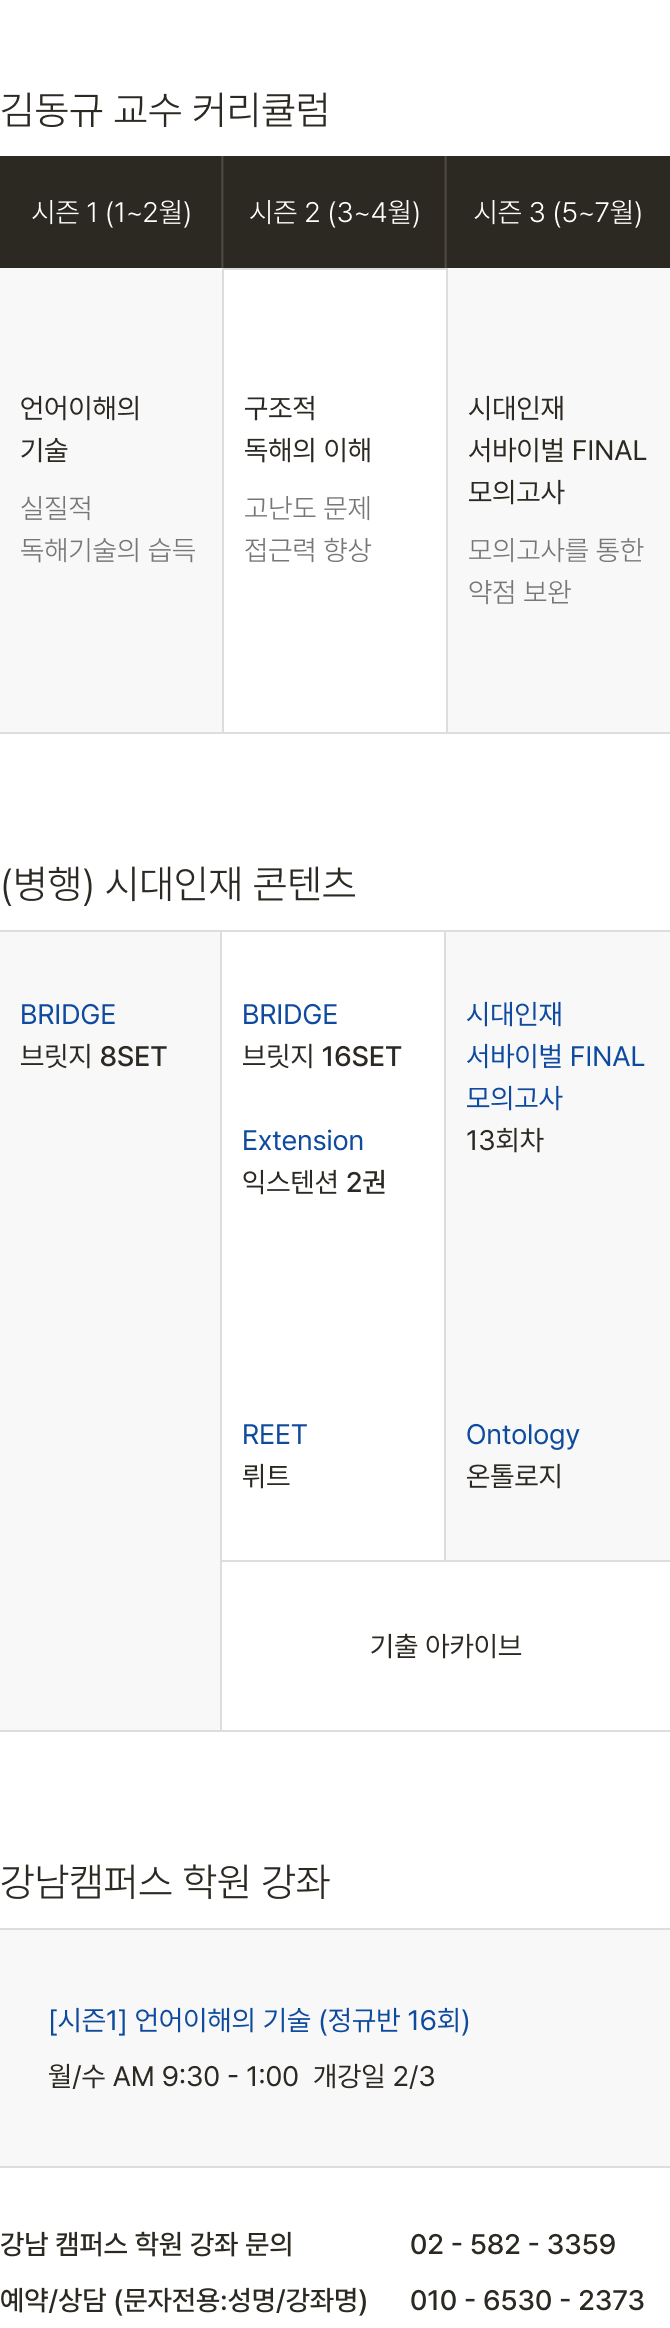 김동규 교수 커리큘럼
시즌 1 (1~2월)
시즌 2 (3~4월)
시즌 3 (5~7월)
언어이해의
기술
실질적
독해기술의 습득
구조적
독해의 이해
고난도 문제
접근력 향상
시대인재
서바이벌 FINAL
모의고사
모의고사를 통한
약점 보완
(병행) 시대인재 콘텐츠
BRIDGE
브릿지 8SET
BRIDGE
브릿지 16SET
Extension
익스텐션 2권
REET
뤼트
시대인재
서바이벌 FINAL
모의고사
13회차
Ontology
온톨로지
기출 아카이브
강남캠퍼스 학원 강좌
[시즌1] 언어이해의 기술 (정규반 16회)
월/수 AM 9:30 - 1:00 개강일 2/3
강남 캠퍼스 학원 강좌 문의 02 - 582 - 3359
예약/상담 (문자전용:성명/강좌명) 010 - 6530 - 2373